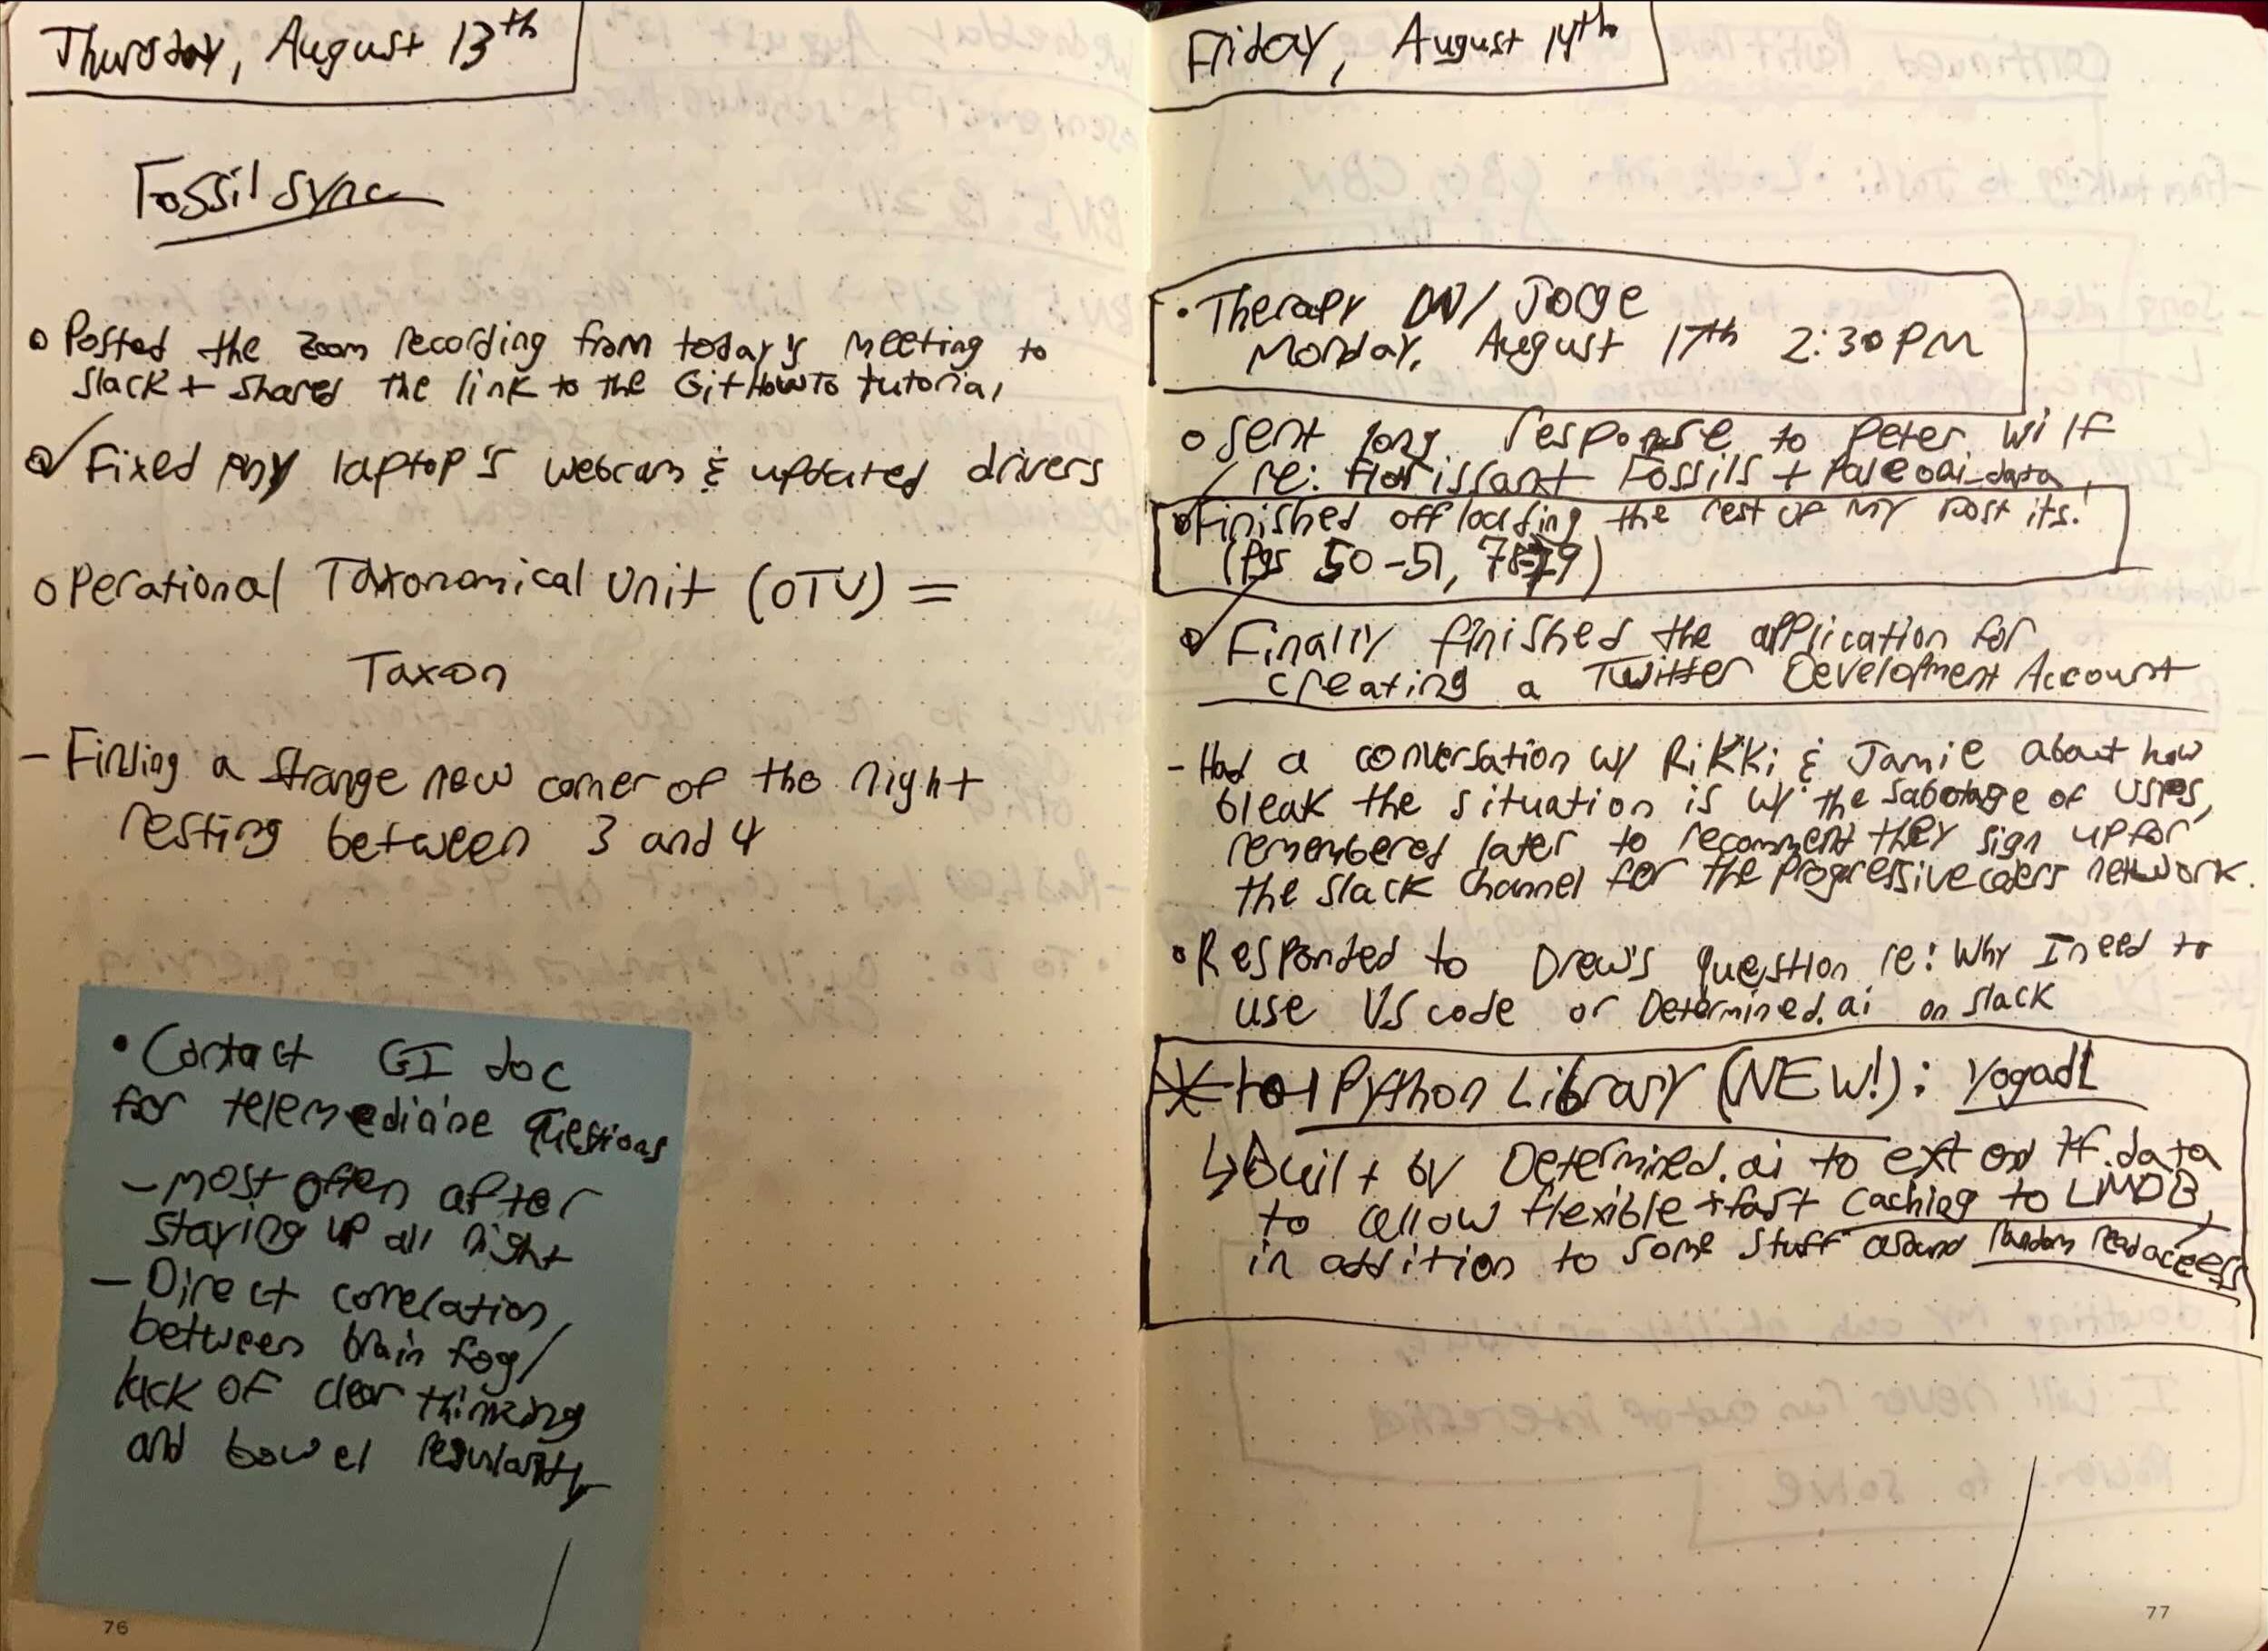 Thursday, August 13th
Fossil sync
Posted the Zoom recording from today's meeting to
Slack + shared the link to the GitHowTo tutorial
Fixed my laptop's webcam & updated drivers
Operational Taxonomical Unit (OTU) =
Taxon
- Finding a strange new corner of the night
resting between 3 and 4
• Contact GI doc
for telemedicine questions
- most often after
staying up all night
- Direct correlation
between brain fog/
lack of clear thinking
and bowel regularity
76
Friday, August 14th
• Therapy w/ Jorge
Monday, August 17th 2:30 PM
Sent long response to Peter Wilf
re: Florissant Fossils + Paleoai_data
Finished offloading the rest of my post its.
(Pgs 50-51, 78-79)
Finally finished the application for
creating a Twitter Development Account
- Had a conversation w/ Rikki & Jamie about how
bleak the situation is w/ the sabotage of USPS,
remembered later to recommend they sign up for
the Slack channel for the Progressive coders network.
• Responded to Drew's question re: Why I need to
use VS code or Determined.ai on slack
Python Library (NEW!): Yogadl
↳ Built by Determined.ai to extend tf.data
to allow flexible + fast caching to LMDB,
in addition to some stuff around random read access
77